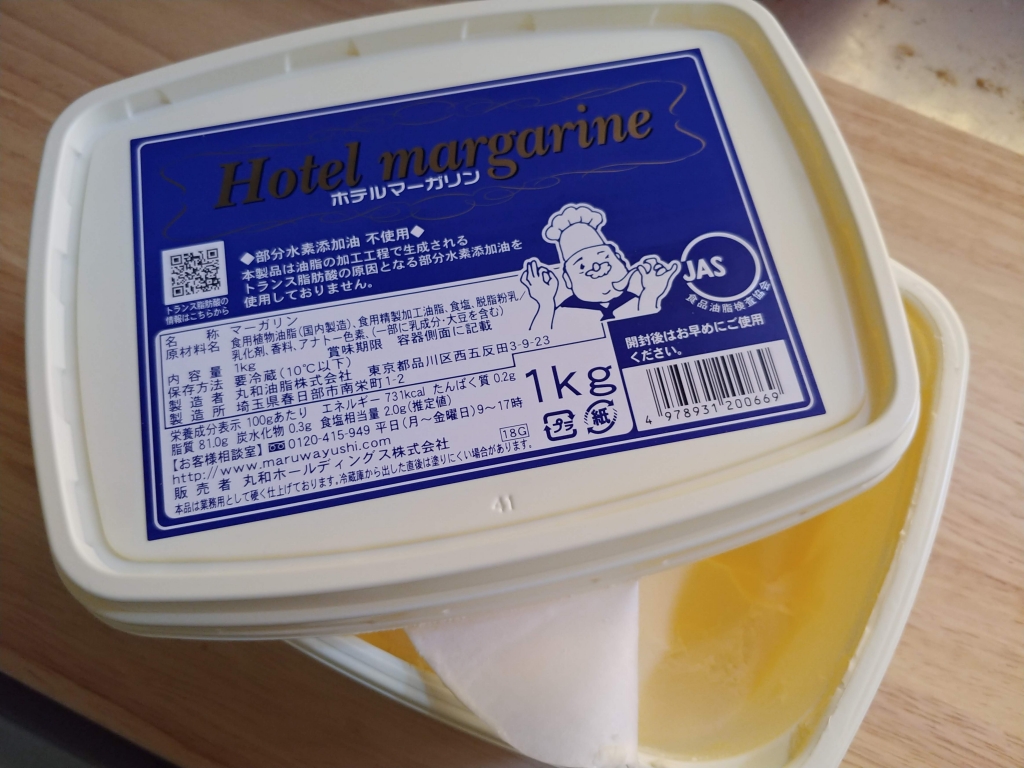 Hotel margarine
ホテルマーガリン
◆部分水素添加油 不使用◆
本製品は油脂の加工工程で生成される
トランス脂肪酸の原因となる部分水素添加油を
使用しておりません。
トランス脂肪酸の
情報はこちらから
JAS
食品油脂検査協会
名称 マーガリン
原材料名 食用植物油脂(国内製造)、食用精製加工油脂、食塩、脱脂粉乳/
乳化剤、香料、アナトー色素、(一部に乳成分・大豆を含む)
内容量 1kg 賞味期限 容器側面に記載
保存方法 要冷蔵(10℃以下)
製造者 丸和油脂株式会社 東京都品川区西五反田3-9-23
製造所 埼玉県春日部市南栄町1-2
栄養成分表示 100gあたり エネルギー 731kcal たんぱく質 0.2g
脂質 81.0g 炭水化物 0.3g 食塩相当量 2.0g(推定値)
【お客様相談室】 0120-415-949 平日(月〜金曜日)9〜17時
http://www.maruwayushi.com
販売者 丸和ホールディングス株式会社
18G
本品は業務用として硬く仕上げております。冷蔵庫から出した直後は塗りにくい場合があります。
1kg
プラ
紙
開封後はお早めにご使用
ください。
4 978931 200669
41